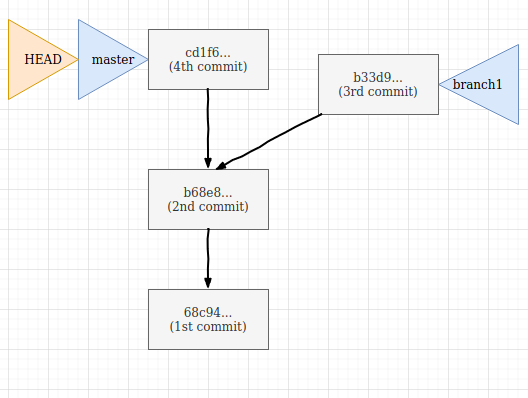 HEAD
master
cd1f6...
(4th commit)
b33d9...
(3rd commit)
branch1
b68e8...
(2nd commit)
68c94...
(1st commit)